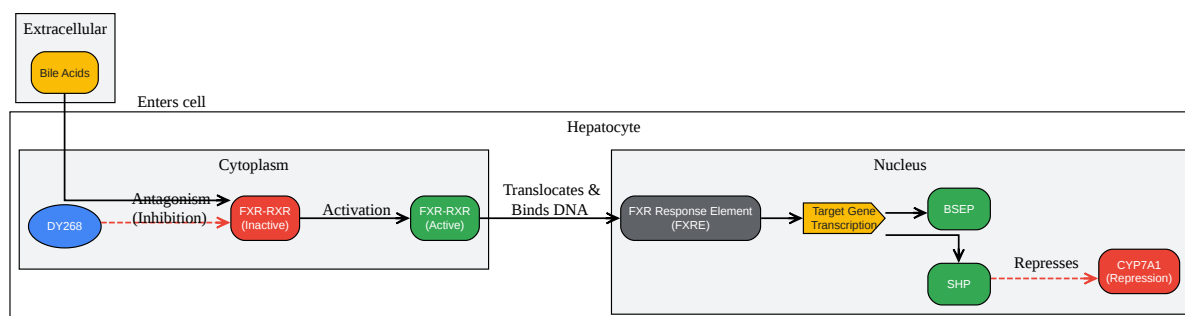 Extracellular
Bile Acids
Enters cell
Hepatocyte
Cytoplasm
Antagonism
(Inhibition)
DY268
FXR-RXR
(Inactive)
Activation
FXR-RXR
(Active)
Translocates &
Binds DNA
Nucleus
FXR Response Element
(FXRE)
Target Gene
Transcription
BSEP
SHP
Represses
CYP7A1
(Repression)